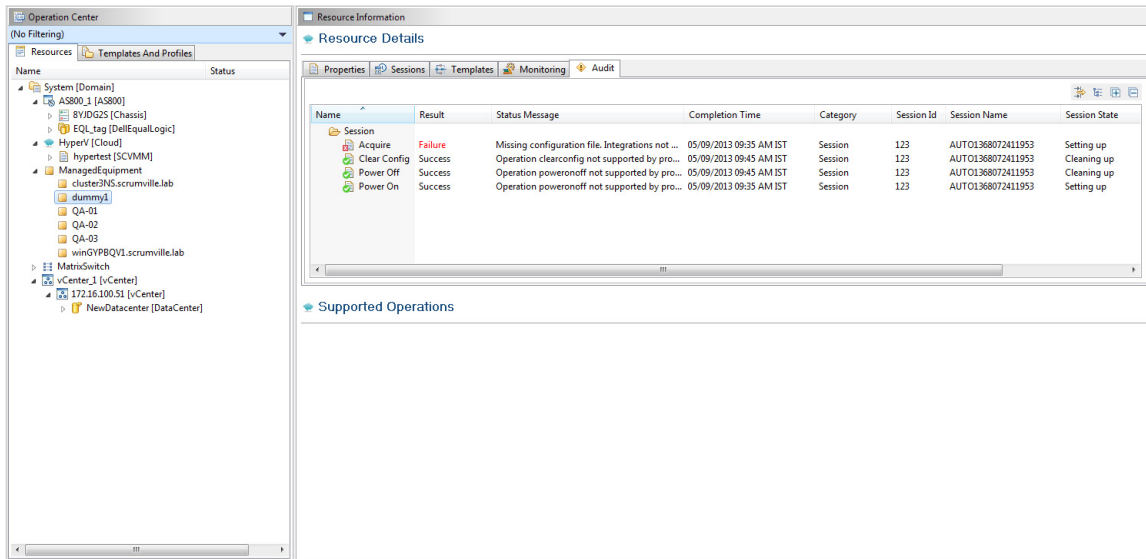 Operation Center
(No Filtering)
Resources Templates And Profiles
Name Status
System [Domain]
AS800_1 [AS800]
8YJDG2S [Chassis]
EQL_tag [DellEqualLogic]
HyperV [Cloud]
hypertest [SCVMM]
ManagedEquipment
cluster3NS.scrumville.lab
dummy1
QA-01
QA-02
QA-03
winGYPBQV1.scrumville.lab
MatrixSwitch
vCenter_1 [vCenter]
172.16.100.51 [vCenter]
NewDatacenter [DataCenter]
Resource Information
Resource Details
Properties Sessions Templates Monitoring Audit
Name Result Status Message Completion Time Category Session Id Session Name Session State
Session
Acquire Failure Missing configuration file. Integrations not ... 05/09/2013 09:35 AM IST Session 123 AUTO1368072411953 Setting up
Clear Config Success Operation clearconfig not supported by pro... 05/09/2013 09:45 AM IST Session 123 AUTO1368072411953 Cleaning up
Power Off Success Operation poweronoff not supported by pro... 05/09/2013 09:45 AM IST Session 123 AUTO1368072411953 Cleaning up
Power On Success Operation poweronoff not supported by pro... 05/09/2013 09:35 AM IST Session 123 AUTO1368072411953 Setting up
Supported Operations